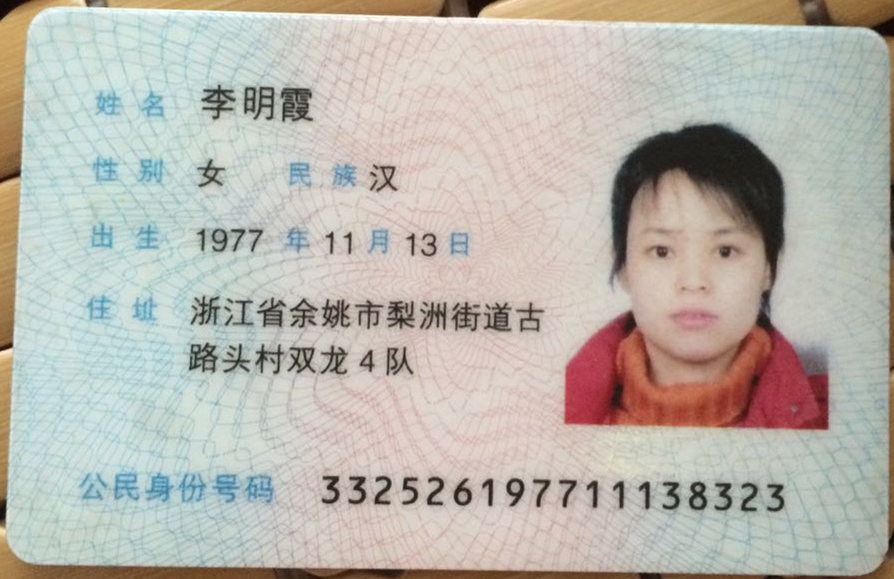 姓名 李明霞
性别 女 民族 汉
出生 1977 年 11 月 13 日
住址 浙江省余姚市梨洲街道古
路头村双龙4队
公民身份号码 332526197711138323